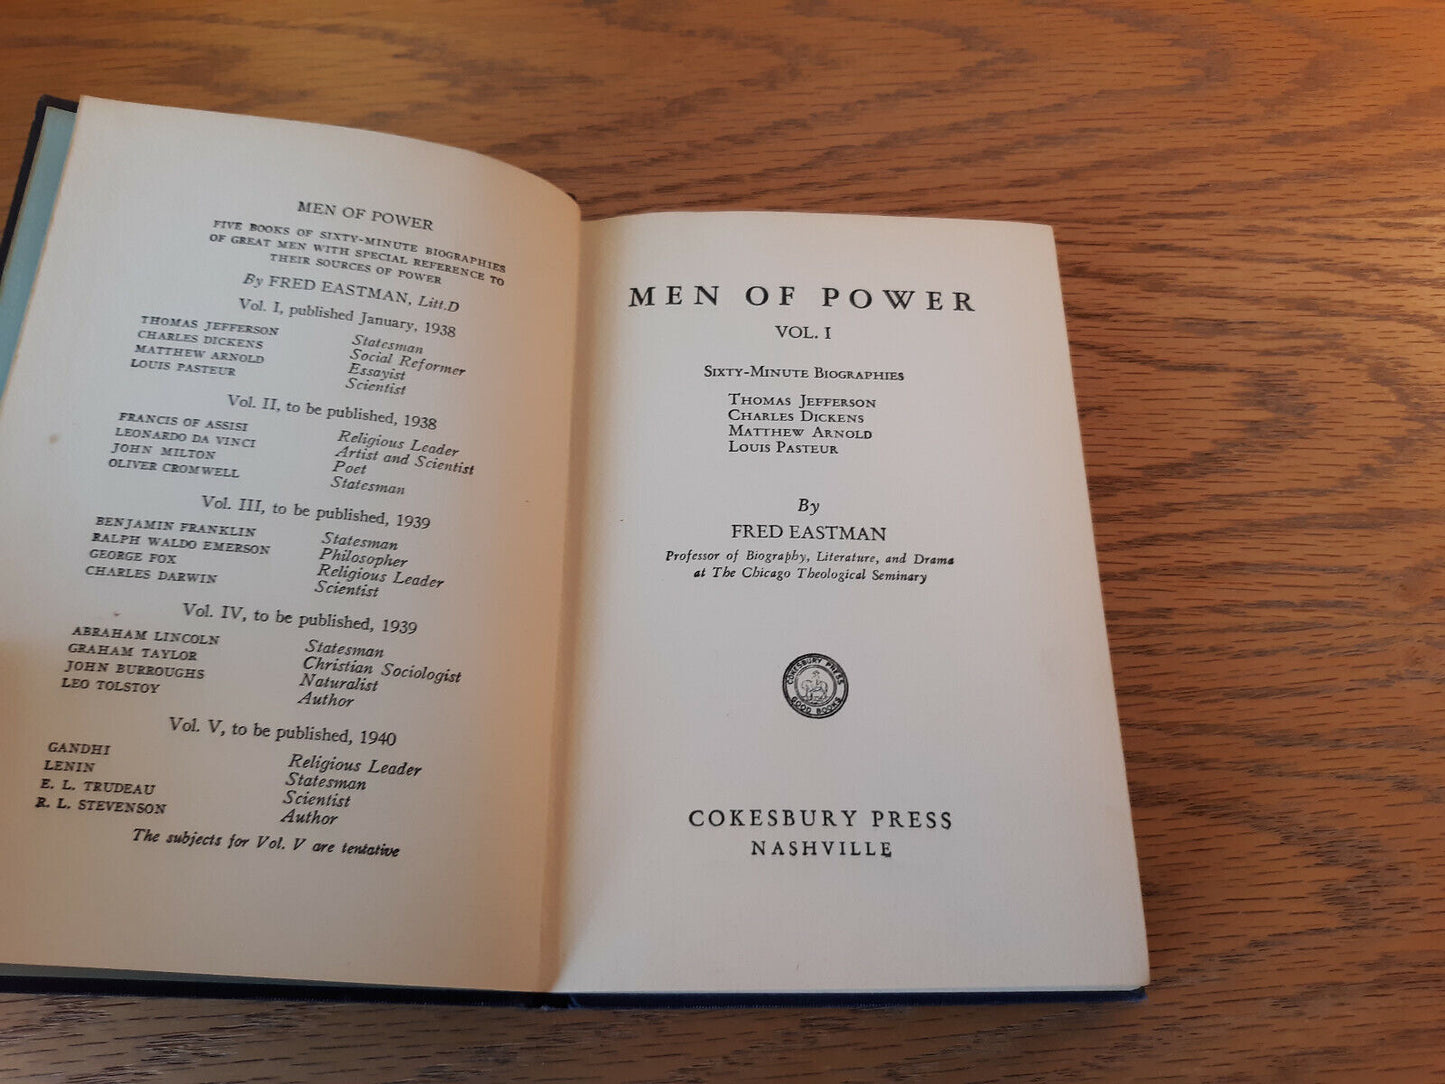 MEN OF POWER
FIVE BOOKS OF SIXTY-MINUTE BIOGRAPHIES
OF GREAT MEN WITH SPECIAL REFERENCE TO
THEIR SOURCES OF POWER
By FRED EASTMAN, Litt.D
Vol. I, published January, 1938
THOMAS JEFFERSON Statesman
CHARLES DICKENS Social Reformer
MATTHEW ARNOLD Essayist
LOUIS PASTEUR Scientist
Vol. II, to be published, 1938
FRANCIS OF ASSISI Religious Leader
LEONARDO DA VINCI Artist and Scientist
JOHN MILTON Poet
OLIVER CROMWELL Statesman
Vol. III, to be published, 1939
BENJAMIN FRANKLIN Statesman
RALPH WALDO EMERSON Philosopher
GEORGE FOX Religious Leader
CHARLES DARWIN Scientist
Vol. IV, to be published, 1939
ABRAHAM LINCOLN Statesman
GRAHAM TAYLOR Christian Sociologist
JOHN BURROUGHS Naturalist
LEO TOLSTOY Author
Vol. V, to be published, 1940
GANDHI Religious Leader
LENIN Statesman
E. L. TRUDEAU Scientist
R. L. STEVENSON Author
The subjects for Vol. V are tentative
MEN OF POWER
VOL. I
SIXTY-MINUTE BIOGRAPHIES
THOMAS JEFFERSON
CHARLES DICKENS
MATTHEW ARNOLD
LOUIS PASTEUR
By
FRED EASTMAN
Professor of Biography, Literature, and Drama
at The Chicago Theological Seminary
COKESBURY PRESS
GOOD BOOKS
COKESBURY PRESS
NASHVILLE